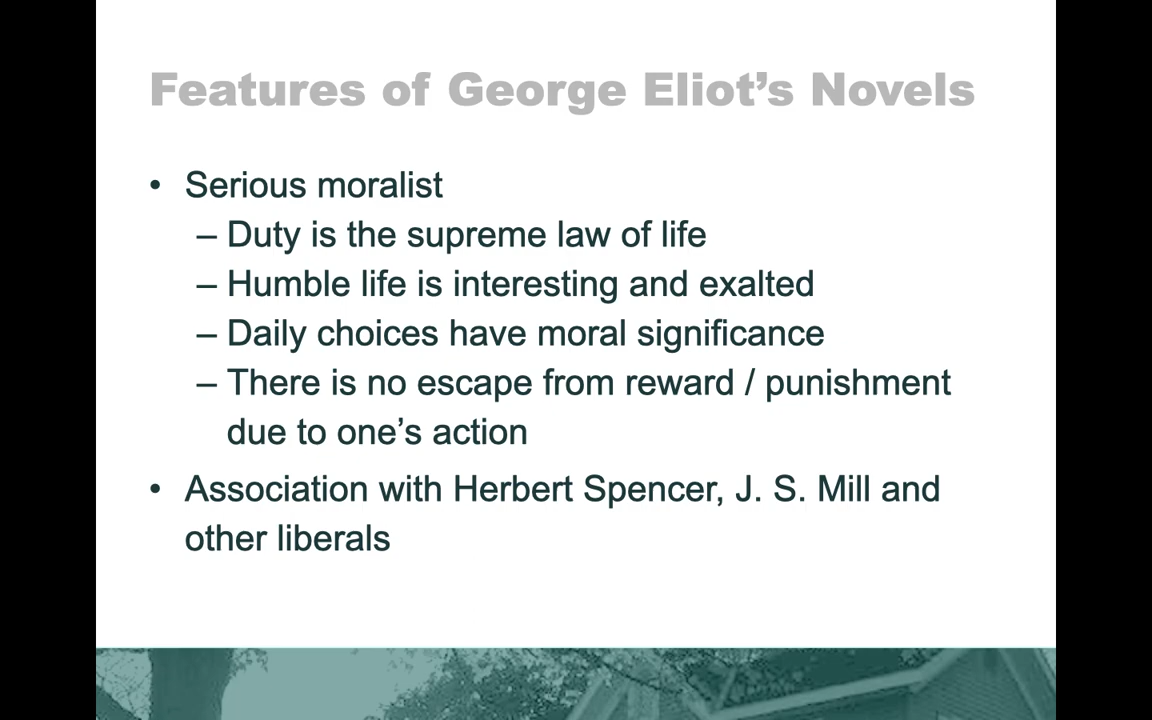 Features of George Eliot’s Novels
• Serious moralist
– Duty is the supreme law of life
– Humble life is interesting and exalted
– Daily choices have moral significance
– There is no escape from reward / punishment
due to one’s action
• Association with Herbert Spencer, J. S. Mill and
other liberals